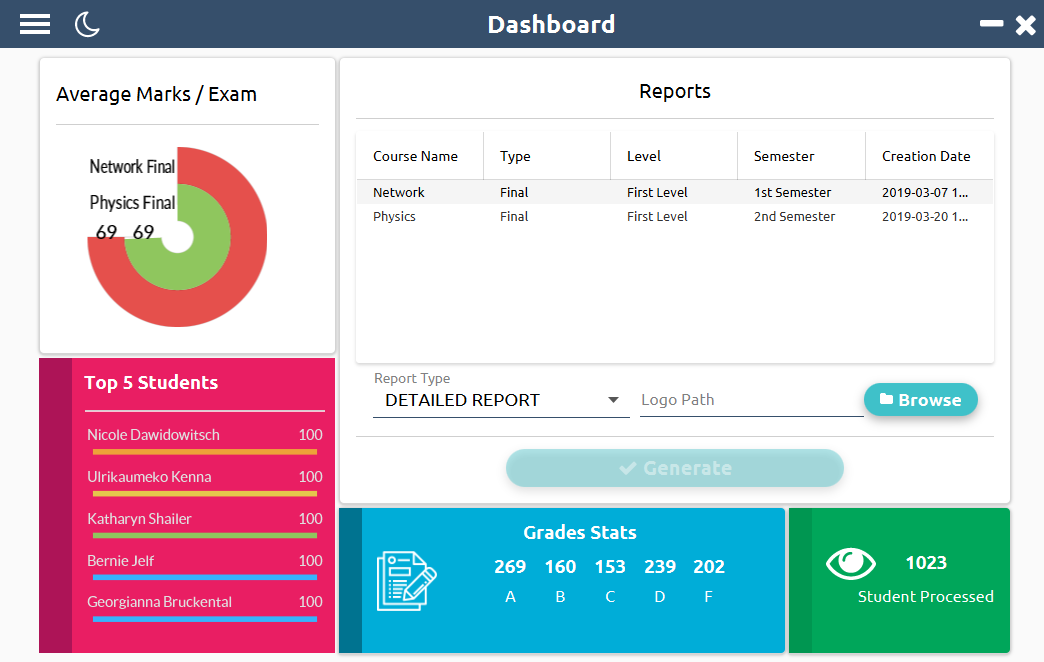 Dashboard
Average Marks / Exam
Network Final
Physics Final
69 69
Reports
Course Name Type Level Semester Creation Date
Network Final First Level 1st Semester 2019-03-07 1...
Physics Final First Level 2nd Semester 2019-03-20 1...
Report Type
DETAILED REPORT
Logo Path
Browse
Generate
Top 5 Students
Nicole Dawidowitsch 100
Ulrikaumeko Kenna 100
Katharyn Shailer 100
Bernie Jelf 100
Georgianna Bruckental 100
Grades Stats
269 160 153 239 202
A B C D F
1023
Student Processed